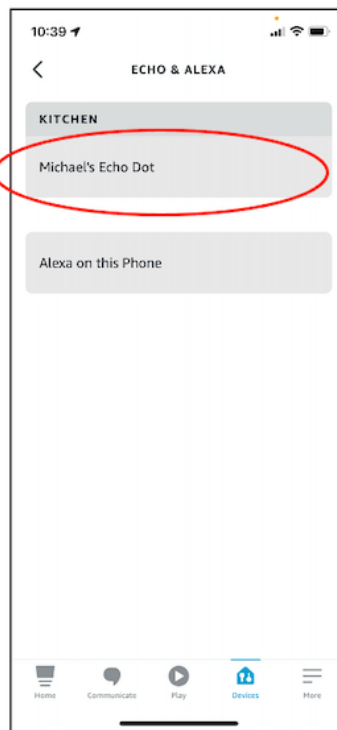 10:39
ECHO & ALEXA
KITCHEN
Michael's Echo Dot
Alexa on this Phone
Home Communicate Play Devices More